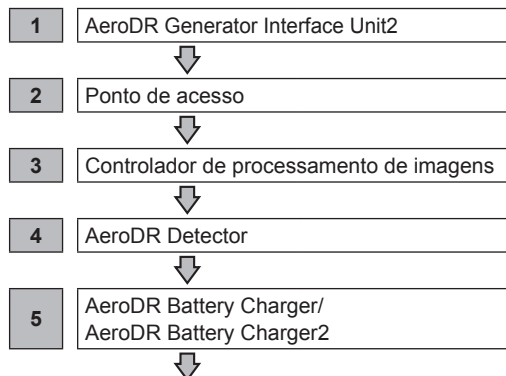 1 AeroDR Generator Interface Unit2
2 Ponto de acesso
3 Controlador de processamento de imagens
4 AeroDR Detector
5 AeroDR Battery Charger/
AeroDR Battery Charger2